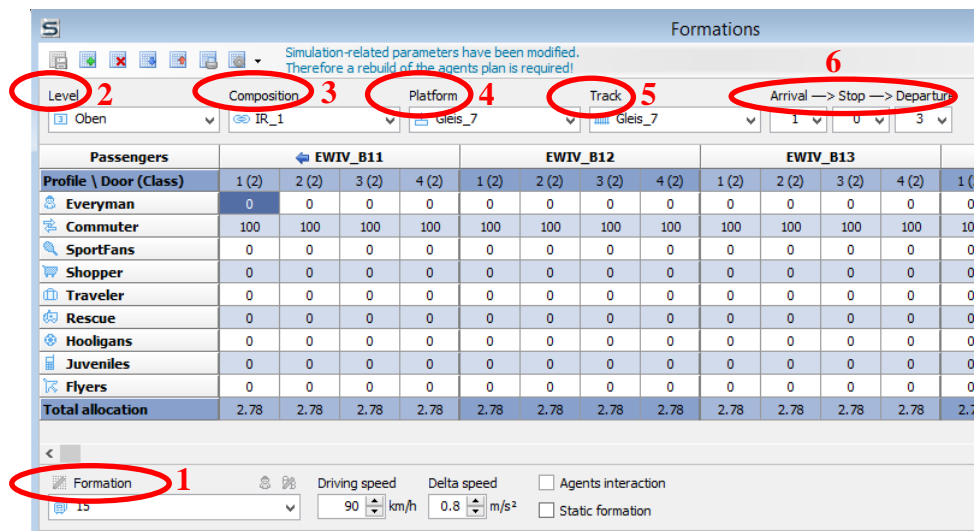 Formations
Simulation-related parameters have been modified.
Therefore a rebuild of the agents plan is required!
6
Level 2 Composition 3 Platform 4 Track 5 Arrival —> Stop —> Departure
Oben IR_1 Gleis_7 Gleis_7 1 0 3
Passengers EWIV_B11 EWIV_B12 EWIV_B13
Profile \ Door (Class) 1 (2) 2 (2) 3 (2) 4 (2) 1 (2) 2 (2) 3 (2) 4 (2) 1 (2) 2 (2) 3 (2) 4 (2)
Everyman 0 0 0 0 0 0 0 0 0 0 0 0 0
Commuter 100 100 100 100 100 100 100 100 100 100 100 100
SportFans 0 0 0 0 0 0 0 0 0 0 0 0 0
Shopper 0 0 0 0 0 0 0 0 0 0 0 0 0
Traveler 0 0 0 0 0 0 0 0 0 0 0 0 0
Rescue 0 0 0 0 0 0 0 0 0 0 0 0 0
Hooligans 0 0 0 0 0 0 0 0 0 0 0 0 0
Juveniles 0 0 0 0 0 0 0 0 0 0 0 0 0
Flyers 0 0 0 0 0 0 0 0 0 0 0 0 0
Total allocation 2.78 2.78 2.78 2.78 2.78 2.78 2.78 2.78 2.78 2.78 2.78 2.78
Formation 1 Driving speed Delta speed Agents interaction
15 90 km/h 0.8 m/s² Static formation